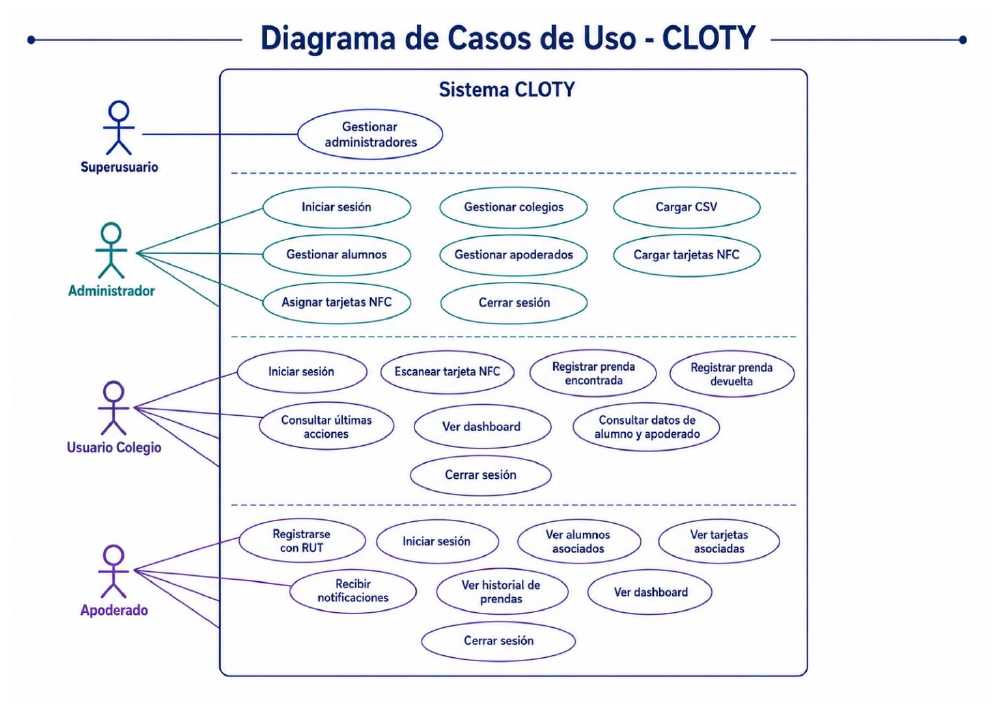 Diagrama de Casos de Uso - CLOTY
Sistema CLOTY
Gestionar
administradores
Superusuario
Iniciar sesión
Gestionar colegios
Cargar CSV
Gestionar alumnos
Gestionar apoderados
Cargar tarjetas NFC
Administrador
Asignar tarjetas NFC
Cerrar sesión
Iniciar sesión
Escanear tarjeta NFC
Registrar prenda
encontrada
Registrar prenda
devuelta
Consultar últimas
acciones
Ver dashboard
Consultar datos de
alumno y apoderado
Usuario Colegio
Cerrar sesión
Registrarse
con RUT
Iniciar sesión
Ver alumnos
asociados
Ver tarjetas
asociadas
Recibir
notificaciones
Ver historial de
prendas
Ver dashboard
Apoderado
Cerrar sesión